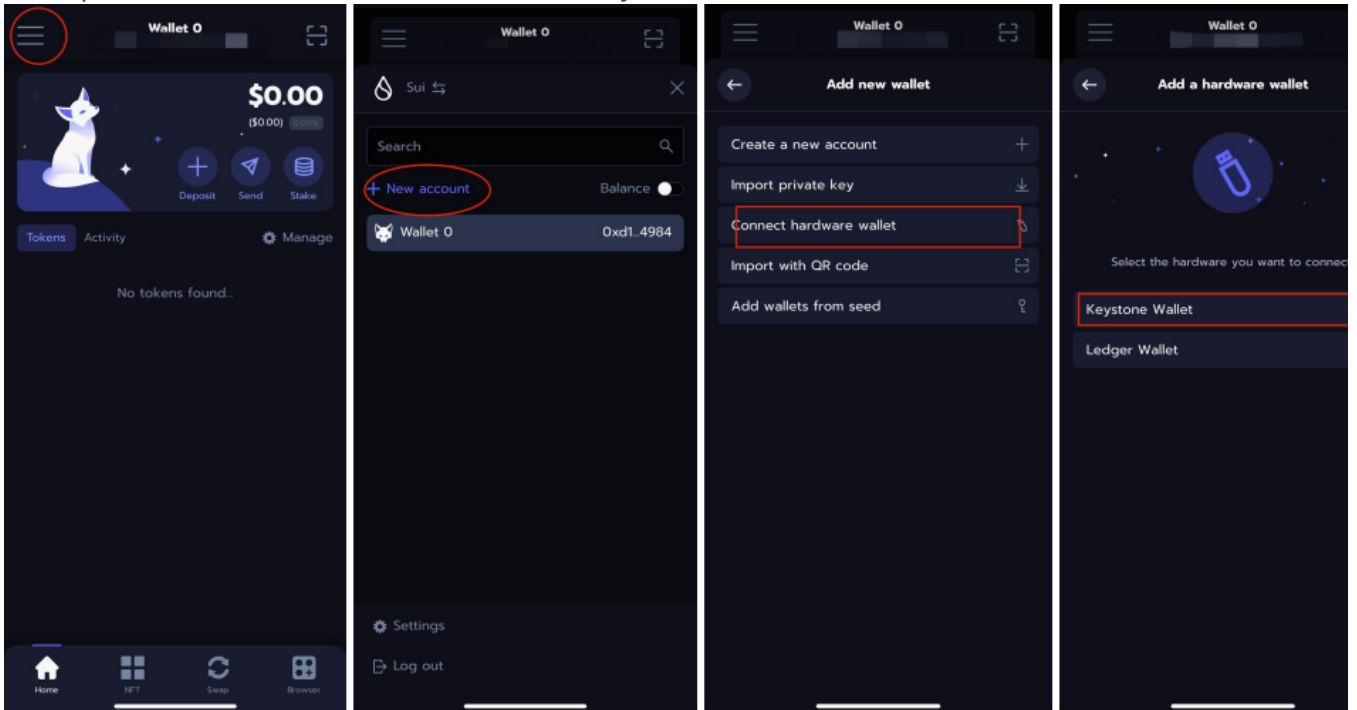 Wallet 0
$0.00
($0.00) 0.00%
Deposit Send Stake
Tokens Activity Manage
No tokens found..
Home NFT Swap Browser
Wallet 0
Sui
Search
New account Balance
Wallet 0 0xd1..4984
Settings
Log out
Wallet 0
Add new wallet
Create a new account
Import private key
Connect hardware wallet
Import with QR code
Add wallets from seed
Wallet 0
Add a hardware wallet
Select the hardware you want to connect
Keystone Wallet
Ledger Wallet